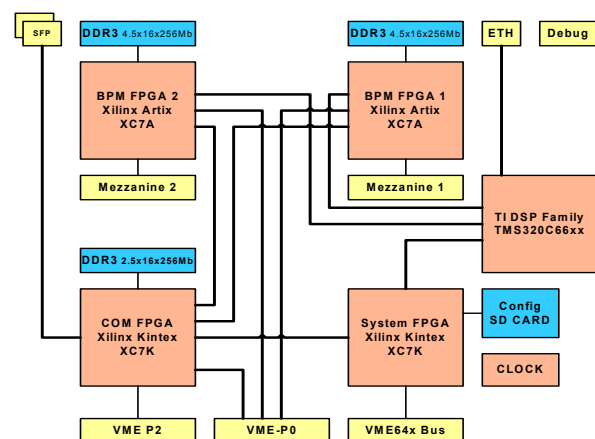 SFP
DDR3 4.5x16x256Mb
DDR3 4.5x16x256Mb
ETH
Debug
BPM FPGA 2
Xilinx Artix
XC7A
BPM FPGA 1
Xilinx Artix
XC7A
Mezzanine 2
Mezzanine 1
TI DSP Family
TMS320C66xx
DDR3 2.5x16x256Mb
COM FPGA
Xilinx Kintex
XC7K
System FPGA
Xilinx Kintex
XC7K
Config
SD CARD
CLOCK
VME P2
VME-P0
VME64x Bus